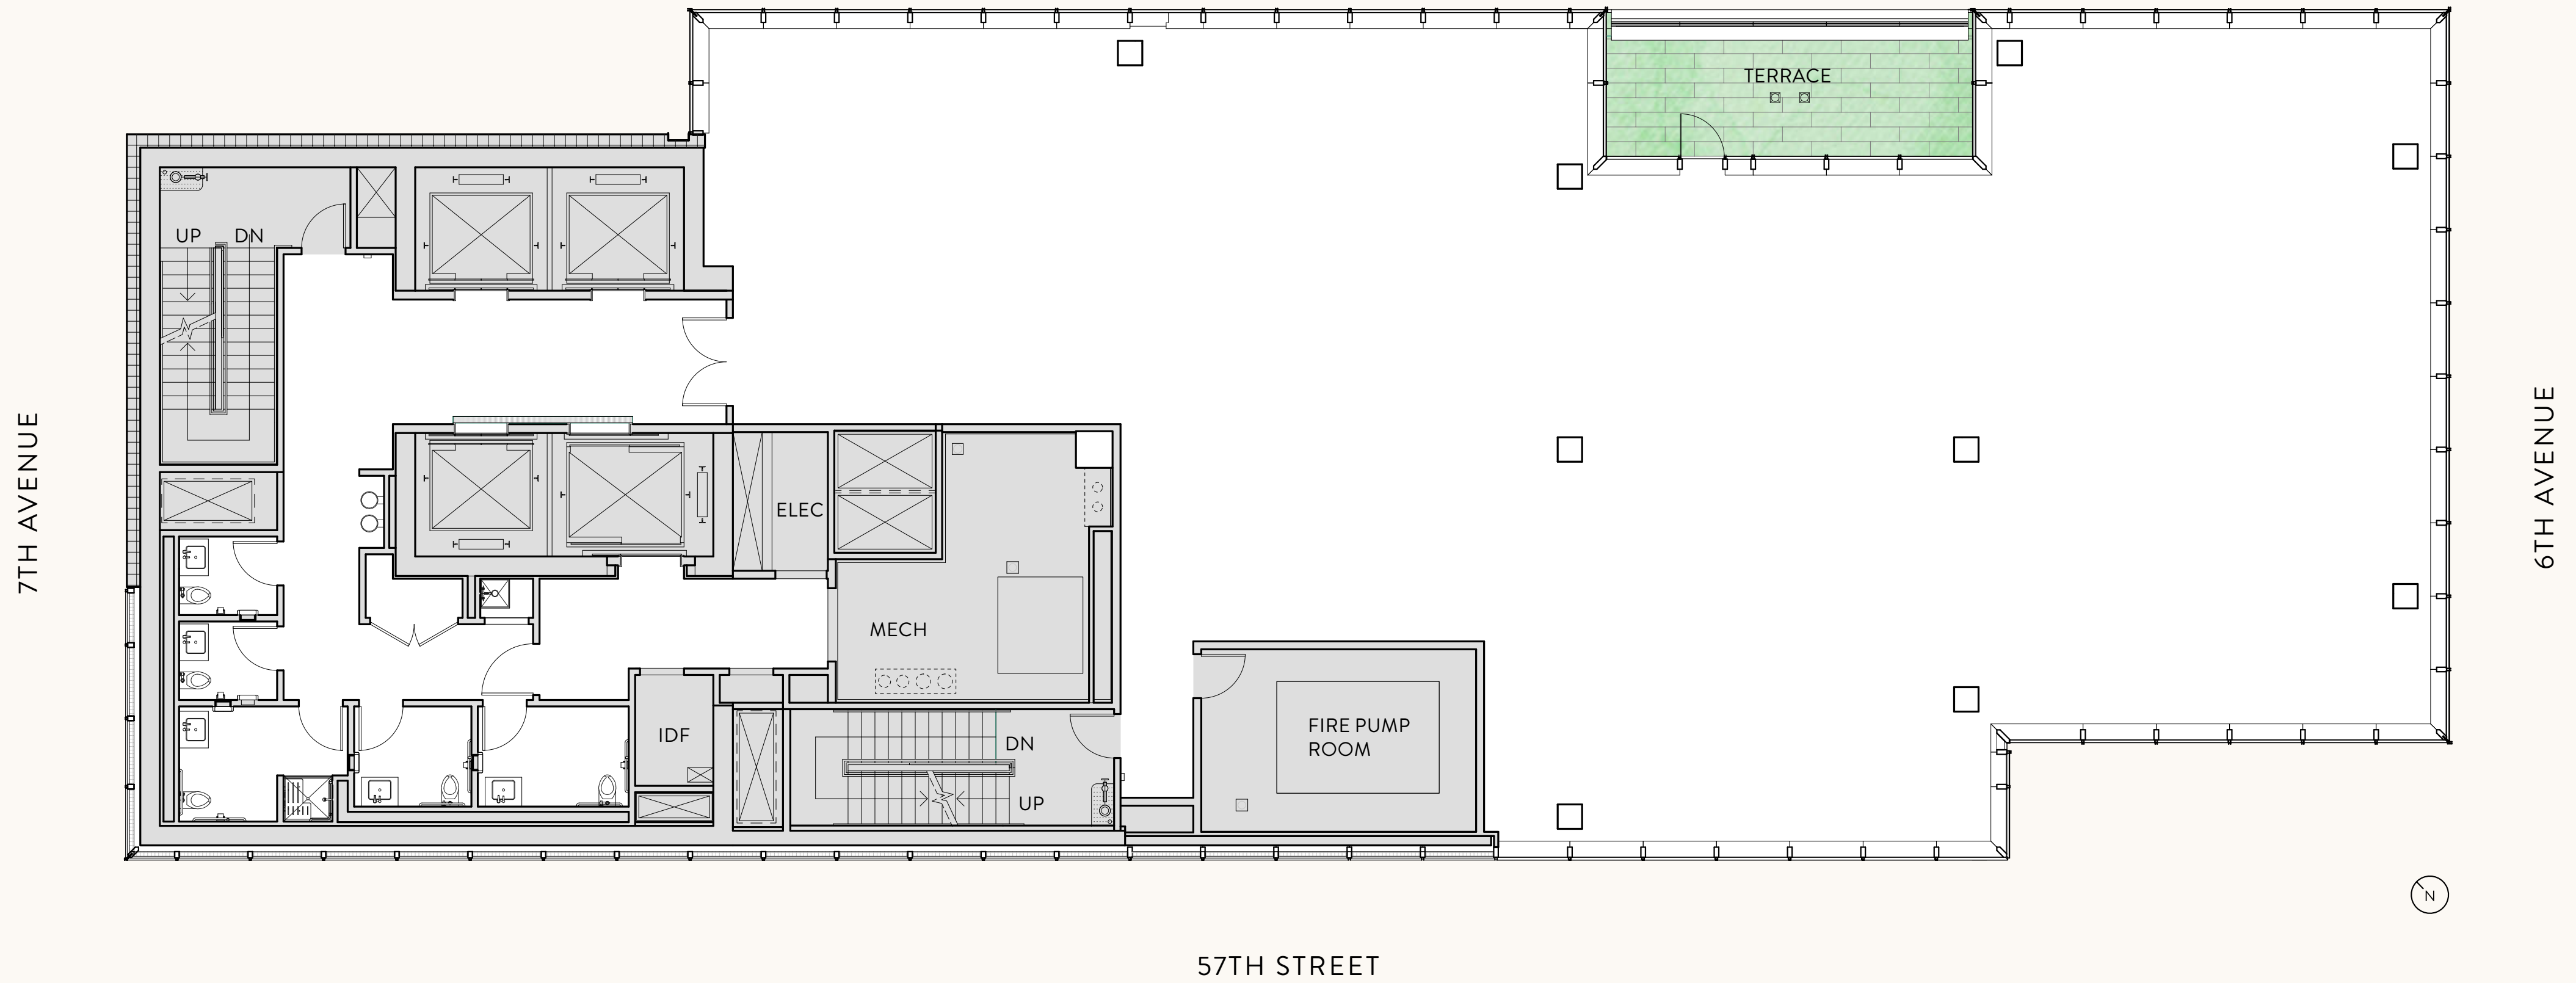 TERRACE
UP DN
7TH AVENUE
6TH AVENUE
ELEC
MECH
FIRE PUMP
ROOM
IDF
DN
UP
N
57TH STREET